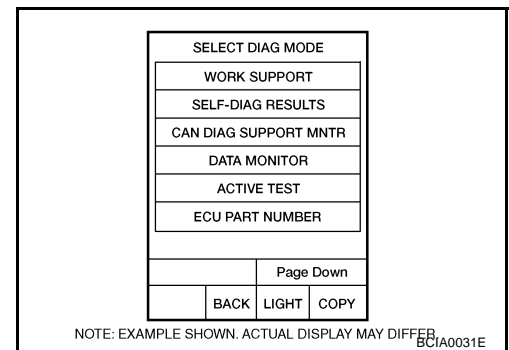 SELECT DIAG MODE
WORK SUPPORT
SELF-DIAG RESULTS
CAN DIAG SUPPORT MNTR
DATA MONITOR
ACTIVE TEST
ECU PART NUMBER
Page Down
BACK LIGHT COPY
NOTE: EXAMPLE SHOWN. ACTUAL DISPLAY MAY DIFFER.
BCIA0031E